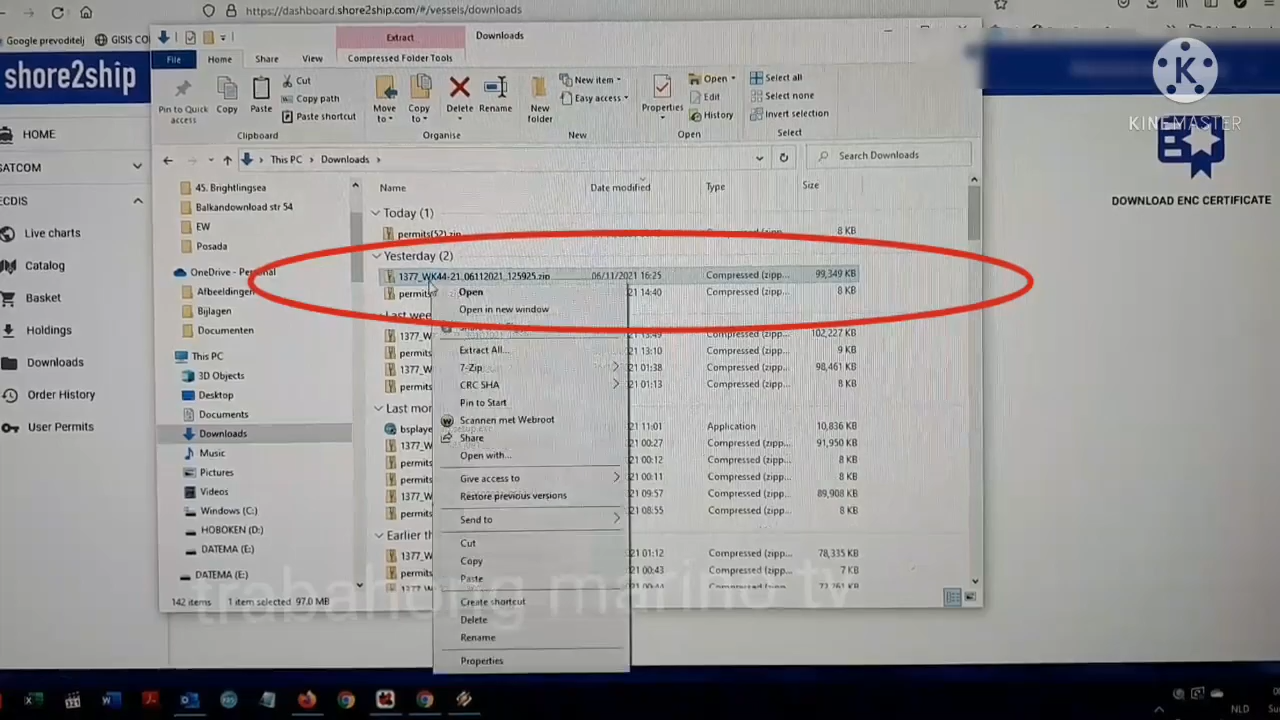 https://dashboard.shore2ship.com/#/vessels/downloads
Google prevoditelj
GISIS
Extract
Downloads
File
Home
Share
View
Compressed Folder Tools
shore2ship
Pin to Quick access
Copy
Paste
Cut
Copy path
Paste shortcut
Move to
Copy to
Delete
Rename
New folder
New item
Easy access
Properties
Open
Edit
History
Select all
Select none
Invert selection
Clipboard
Organise
New
Open
Select
K
KINEMASTER
DOWNLOAD ENC CERTIFICATE
HOME
SATCOM
ECDIS
Live charts
Catalog
Basket
Holdings
Downloads
Order History
User Permits
This PC > Downloads >
Search Downloads
45. Brightlingsea
Balkandownload str 54
EW
Posada
OneDrive - Personal
Afbeeldingen
Bijlagen
Documenten
This PC
3D Objects
Desktop
Documents
Downloads
Music
Pictures
Videos
Windows (C:)
HOBOKEN (D:)
DATEMA (E:)
DATEMA (E:)
Name
Date modified
Type
Size
Today (1)
permits(52).zip
8 KB
Yesterday (2)
1377_WK44-21_06112021_125925.zip 06/11/2021 16:25 Compressed (zipp... 99,349 KB
permits 21 14:40 Compressed (zipp... 8 KB
Last wee
1377_W 21 13:49 Compressed (zipp... 102,227 KB
permits 21 13:10 Compressed (zipp... 9 KB
1377_W 21 01:38 Compressed (zipp... 98,461 KB
permits 21 01:13 Compressed (zipp... 8 KB
Last mor
bsplaye 21 11:01 Application 10,836 KB
1377_W 21 00:27 Compressed (zipp... 91,950 KB
permits 21 00:12 Compressed (zipp... 8 KB
permits 21 00:11 Compressed (zipp... 8 KB
1377_W 21 09:57 Compressed (zipp... 89,908 KB
permits 21 08:55 Compressed (zipp... 8 KB
Earlier th
1377_W 21 01:12 Compressed (zipp... 78,335 KB
permits 21 00:43 Compressed (zipp... 7 KB
Open
Open in new window
Extract All...
7-Zip
CRC SHA
Pin to Start
Scannen met Webroot
Share
Open with...
Give access to
Restore previous versions
Send to
Cut
Copy
Paste
Create shortcut
Delete
Rename
Properties
142 items
1 item selected 97.0 MB
trabahong marino tv
NLD